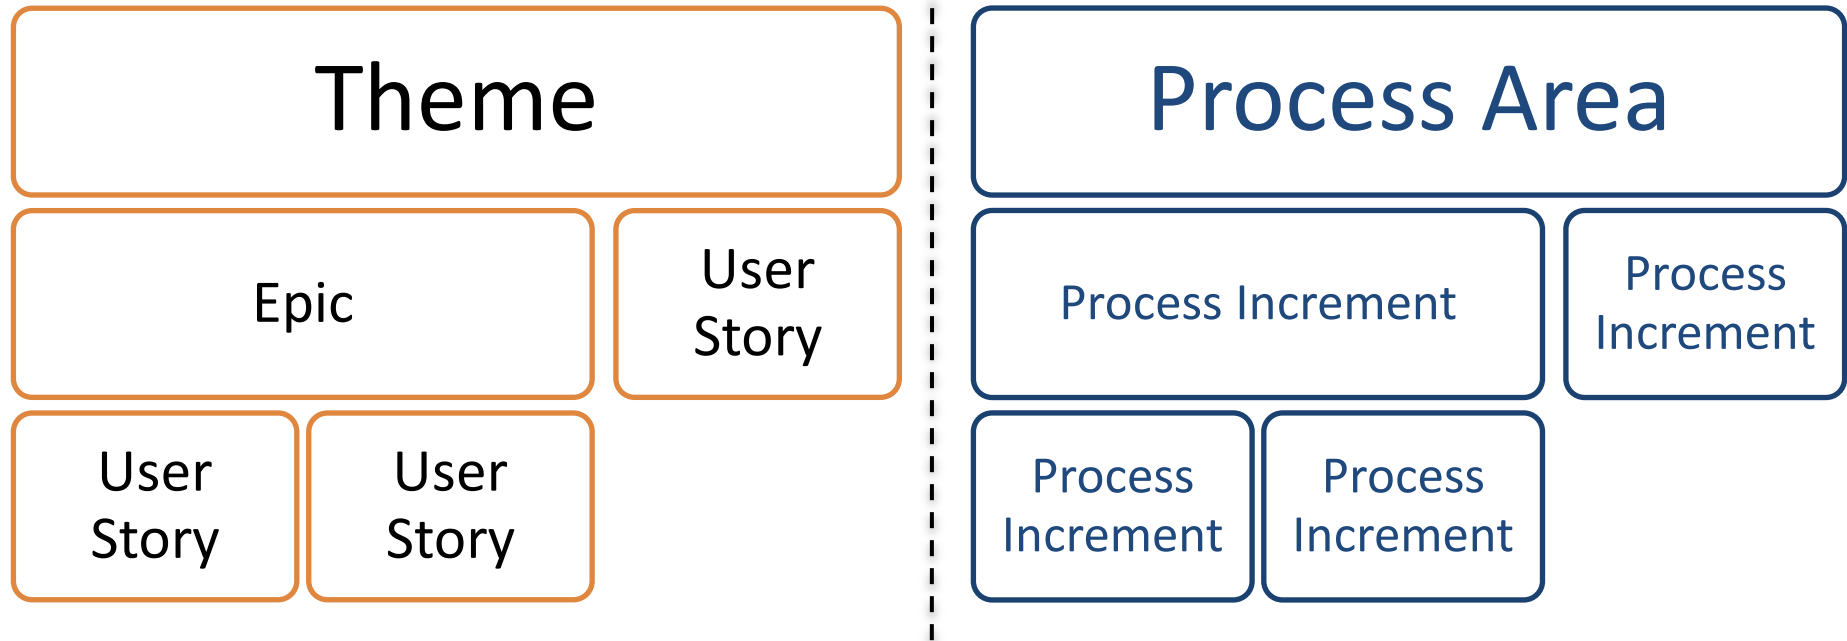 Theme
Epic
User
Story
User
Story
User
Story
Process Area
Process Increment
Process
Increment
Process
Increment
Process
Increment